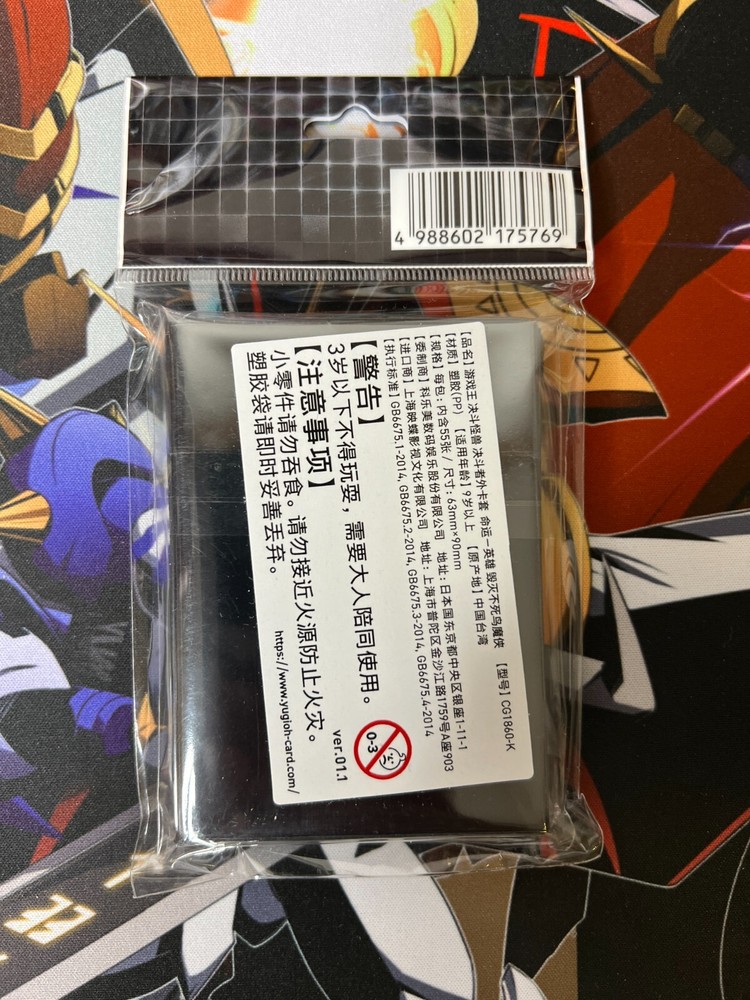 4 988602 175769
【品名】游戏王 决斗怪兽 决斗者外卡套 命运一英雄 毁灭不死鸟魔侠 【型号】CG1860-K
【材质】塑胶(PP) 【适用年龄】9岁以上 【原产地】中国台湾
【规格】每包：内含55张 / 尺寸：63mm×90mm
【委制商】科乐美数码娱乐股份有限公司 地址：日本国东京都中央区银座1-11-1
【进口商】上海映蝶影视文化有限公司 地址：上海市普陀区金沙江路1759号A座903
【执行标准】GB6675.1-2014, GB6675.2-2014, GB6675.3-2014, GB6675.4-2014
【警告】
3岁以下不得玩耍，需要大人陪同使用。
【注意事项】
小零件请勿吞食。请勿接近火源防止火灾。
塑胶袋请即时妥善丢弃。
0-3
ver.01.1
https://www.yugioh-card.com/